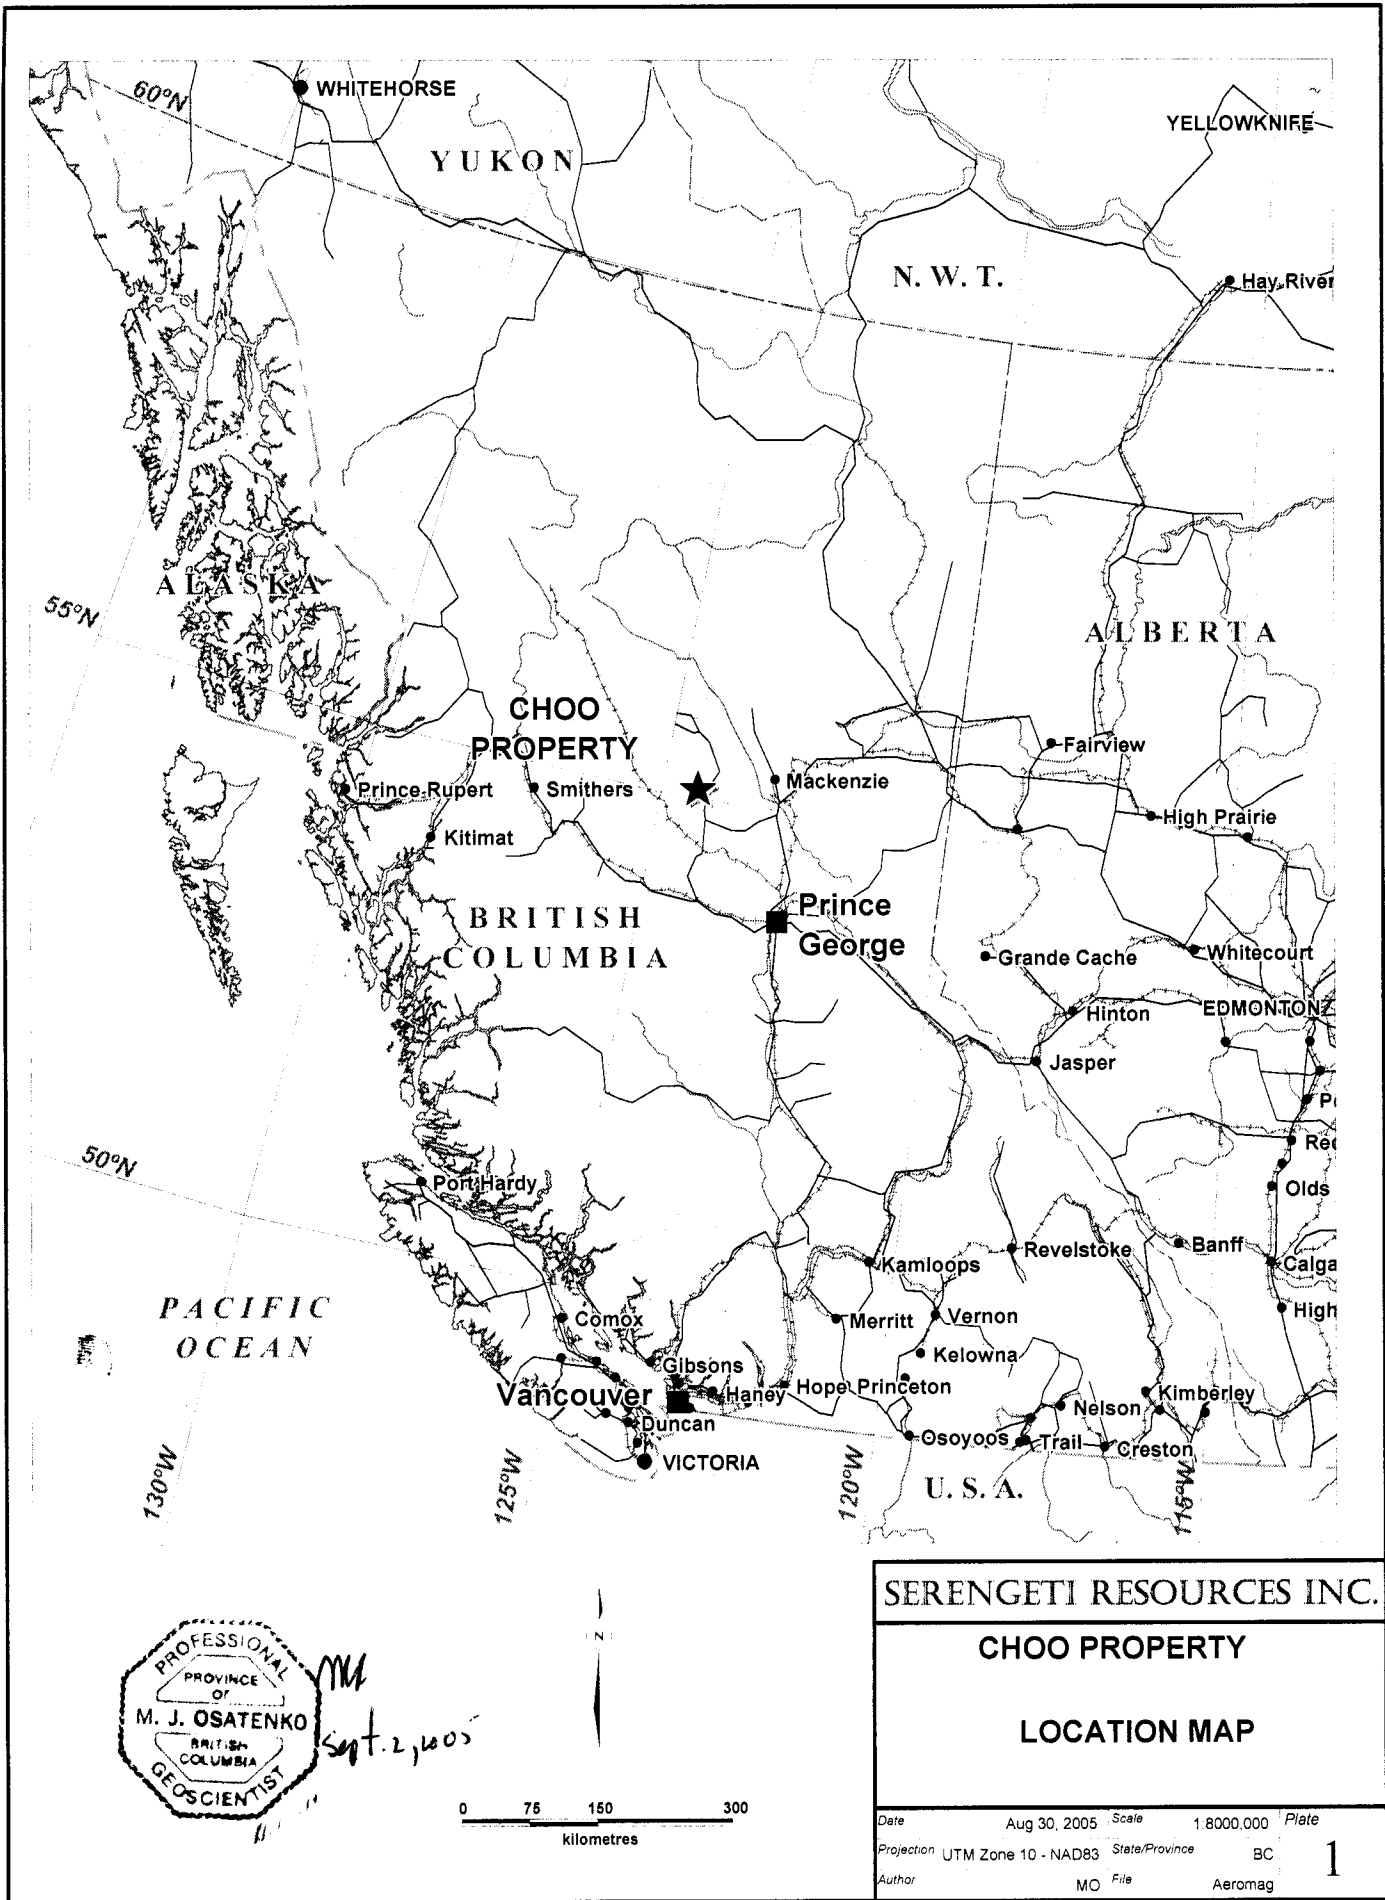 60°N
WHITEHORSE
YELLOWKNIFE
YUKON
N. W. T.
Hay River
ALASKA
55°N
ALBERTA
CHOO
PROPERTY
Fairview
Prince Rupert
Smithers
Mackenzie
High Prairie
Kitimat
BRITISH
COLUMBIA
Prince
George
Grande Cache
Whitecourt
Hinton
EDMONTON
Jasper
50°N
Port Hardy
Olds
Revelstoke
Banff
Kamloops
Calga
PACIFIC
OCEAN
Comox
Merritt
Vernon
High
Kelowna
Gibsons
Vancouver
Haney
Hope
Princeton
Kimberley
Nelson
Duncan
Osoyoos
Trail
Creston
VICTORIA
U. S. A.
130°W
125°W
120°W
115°W
N
PROFESSIONAL
PROVINCE
OF
M. J. OSATENKO
BRITISH
COLUMBIA
GEOSCIENTIST
Sept. 2, 2005
0 75 150 300
kilometres
SERENGETI RESOURCES INC.
CHOO PROPERTY
LOCATION MAP
Date Aug 30, 2005 Scale 1:8000,000 Plate
Projection UTM Zone 10 - NAD83 State/Province BC
1
Author MO File Aeromag